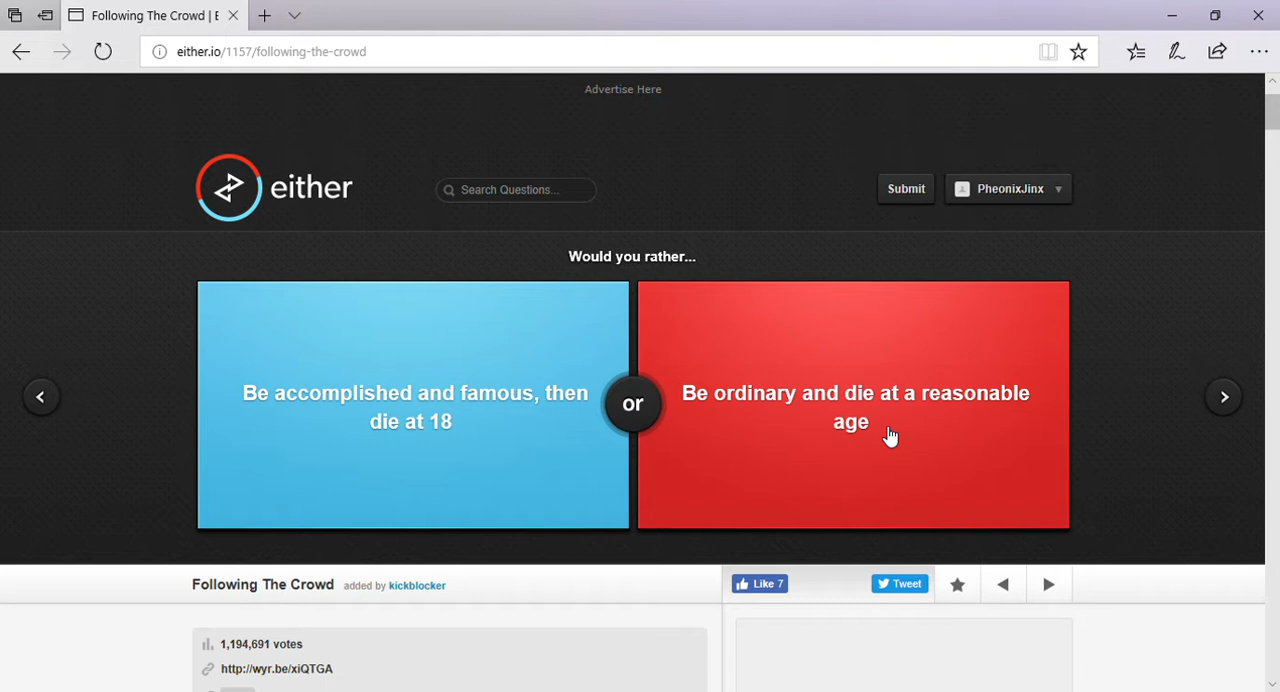 Following The Crowd | E
either.io/1157/following-the-crowd
Advertise Here
either
Search Questions...
Submit
PheonixJinx
Would you rather...
Be accomplished and famous, then
die at 18
or
Be ordinary and die at a reasonable
age
Following The Crowd added by kickblocker
Like 7
Tweet
1,194,691 votes
http://wyr.be/xiQTGA